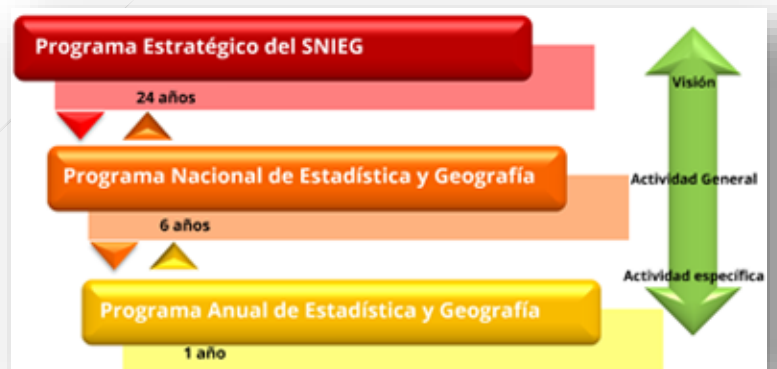 Programa Estratégico del SNIEG
24 años
Visión
Programa Nacional de Estadística y Geografía
Actividad General
6 años
Actividad específica
Programa Anual de Estadística y Geografía
1 año